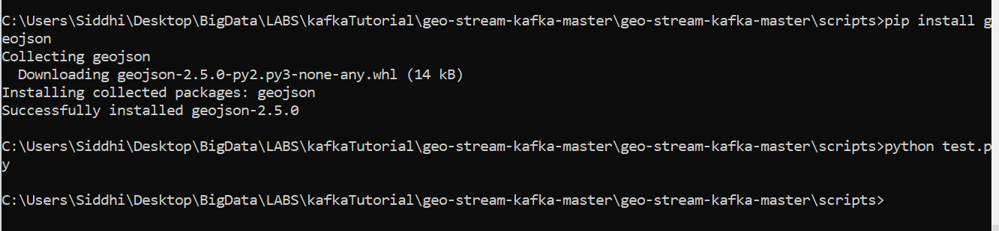 C:\Users\Siddhi\Desktop\BigData\LABS\kafkaTutorial\geo-stream-kafka-master\geo-stream-kafka-master\scripts>pip install g
eojson
Collecting geojson
  Downloading geojson-2.5.0-py2.py3-none-any.whl (14 kB)
Installing collected packages: geojson
Successfully installed geojson-2.5.0
C:\Users\Siddhi\Desktop\BigData\LABS\kafkaTutorial\geo-stream-kafka-master\geo-stream-kafka-master\scripts>python test.p
y
C:\Users\Siddhi\Desktop\BigData\LABS\kafkaTutorial\geo-stream-kafka-master\geo-stream-kafka-master\scripts>